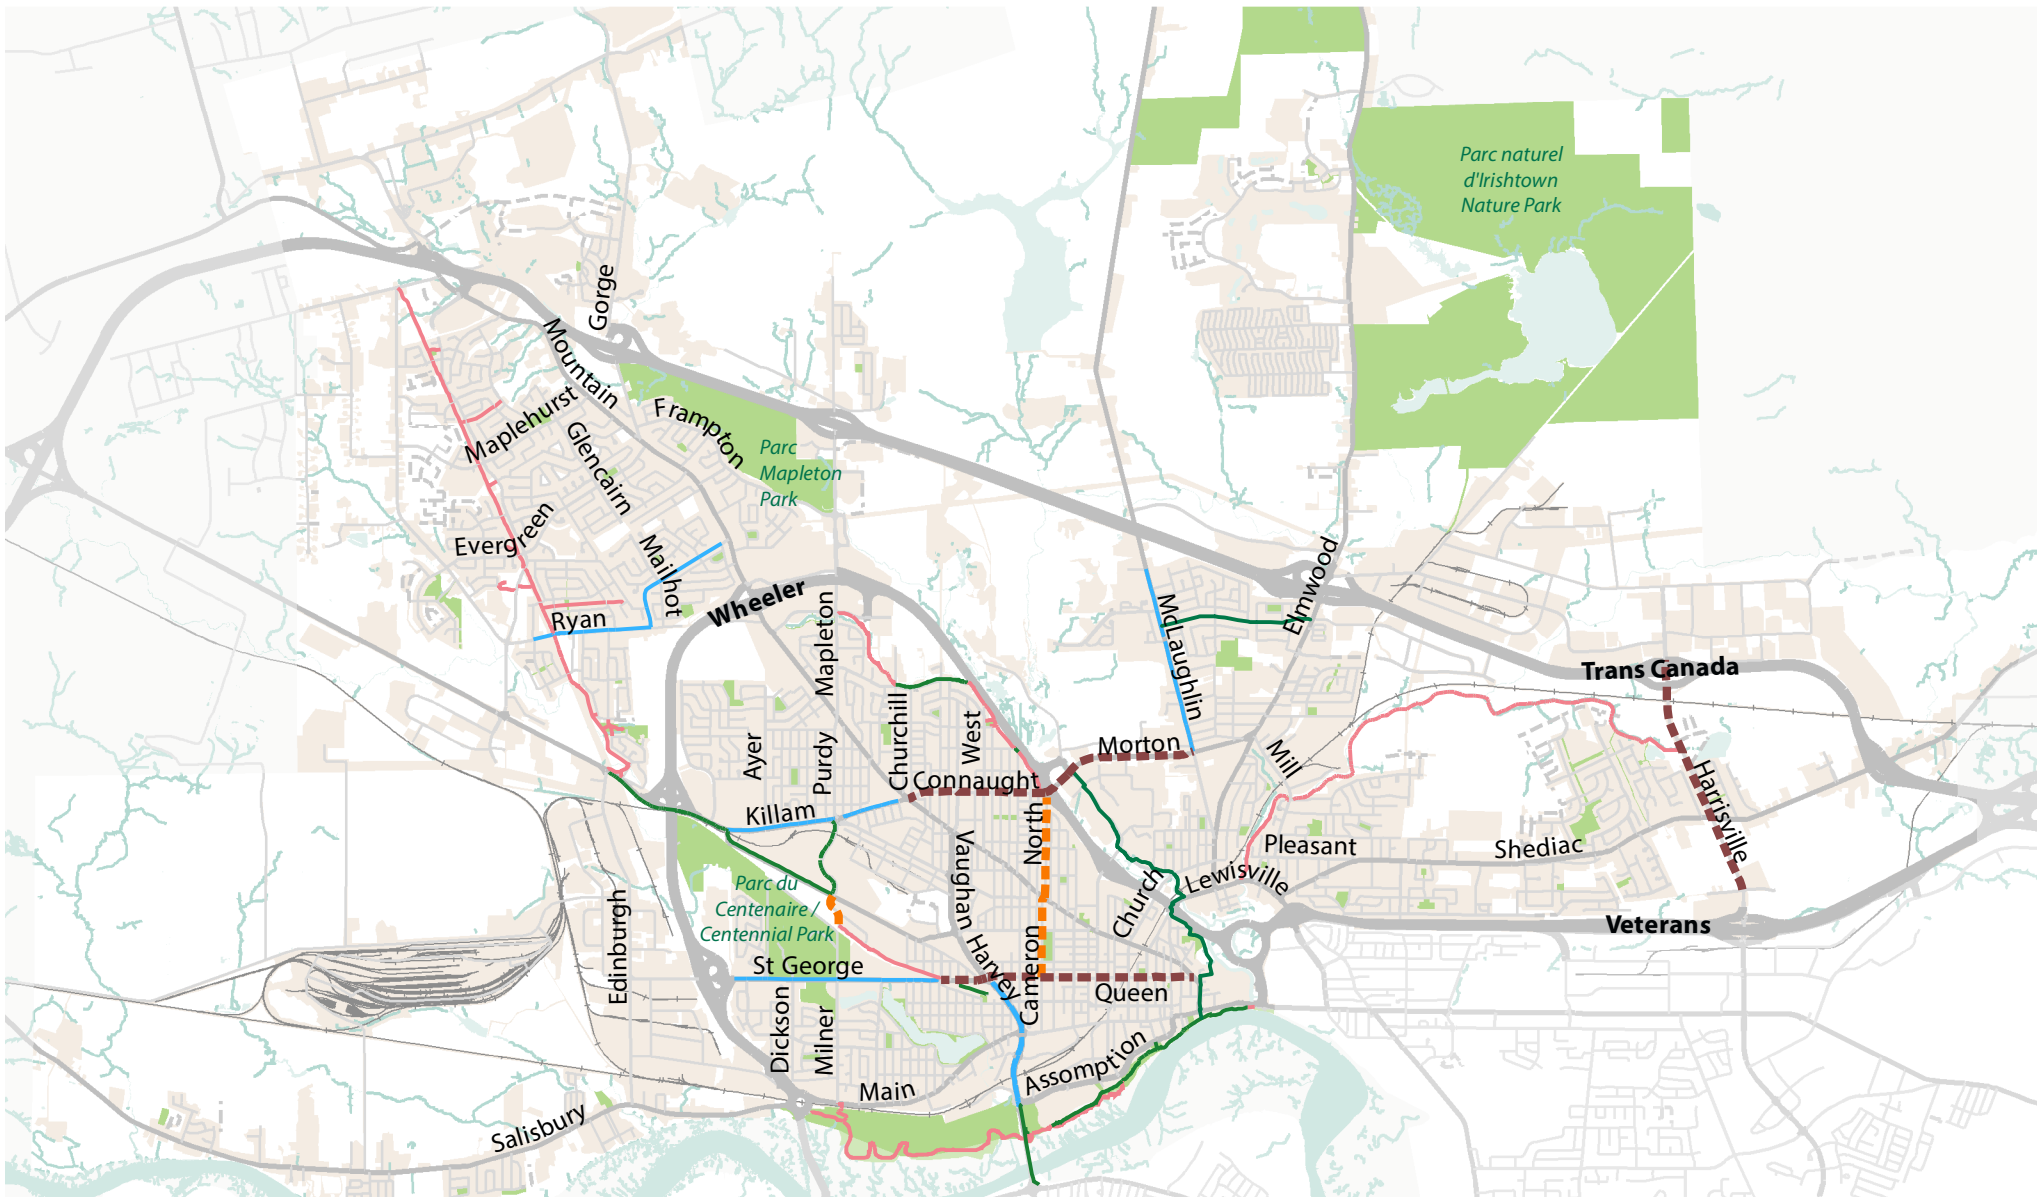 Parc naturel
d'Irishtown
Nature Park
Gorge
Mountain
Maplehurst
Frampton
Glencairn
Parc
Mapleton
Park
Evergreen
Mailhot
Elmwood
Wheeler
Mapleton
Ryan
McLaughlin
Trans Canada
Churchill
West
Ayer
Purdy
Morton
Mill
Connaught
Harrisville
Killam
North
Vaughan Harvey
Pleasant
Shediac
Lewisville
Church
Parc du
Centenaire /
Centennial Park
Edinburgh
Veterans
St George
Cameron
Queen
Dickson
Milner
Assomption
Main
Salisbury